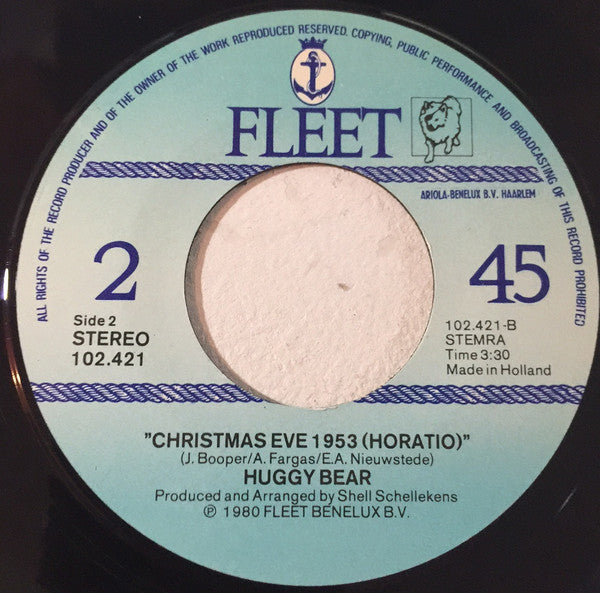 ALL RIGHTS OF THE RECORD PRODUCER AND OF THE OWNER OF THE WORK REPRODUCED RESERVED. COPYING, PUBLIC PERFORMANCE AND BROADCASTING OF THIS RECORD PROHIBITED
FLEET
ARIOLA-BENELUX B.V. HAARLEM
2
45
Side 2
STEREO
102.421
102.421-B
STEMRA
Time 3:30
Made in Holland
"CHRISTMAS EVE 1953 (HORATIO)"
(J. Booper/A. Fargas/E.A. Nieuwstede)
HUGGY BEAR
Produced and Arranged by Shell Schellekens
℗ 1980 FLEET BENELUX B.V.